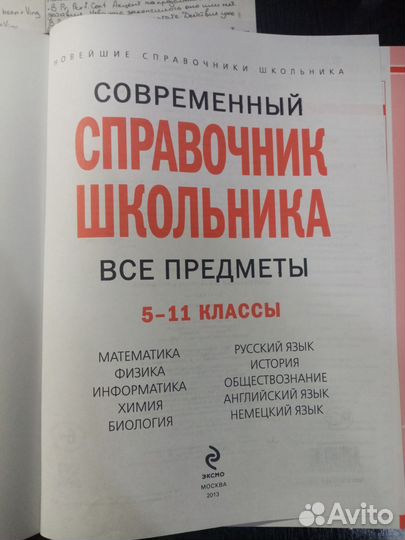 НОВЕЙШИЕ СПРАВОЧНИКИ ШКОЛЬНИКА
СОВРЕМЕННЫЙ
СПРАВОЧНИК
ШКОЛЬНИКА
ВСЕ ПРЕДМЕТЫ
5–11 КЛАССЫ
МАТЕМАТИКА
ФИЗИКА
ИНФОРМАТИКА
ХИМИЯ
БИОЛОГИЯ
РУССКИЙ ЯЗЫК
ИСТОРИЯ
ОБЩЕСТВОЗНАНИЕ
АНГЛИЙСКИЙ ЯЗЫК
НЕМЕЦКИЙ ЯЗЫК
ЭКСМО
МОСКВА
2013
Avito